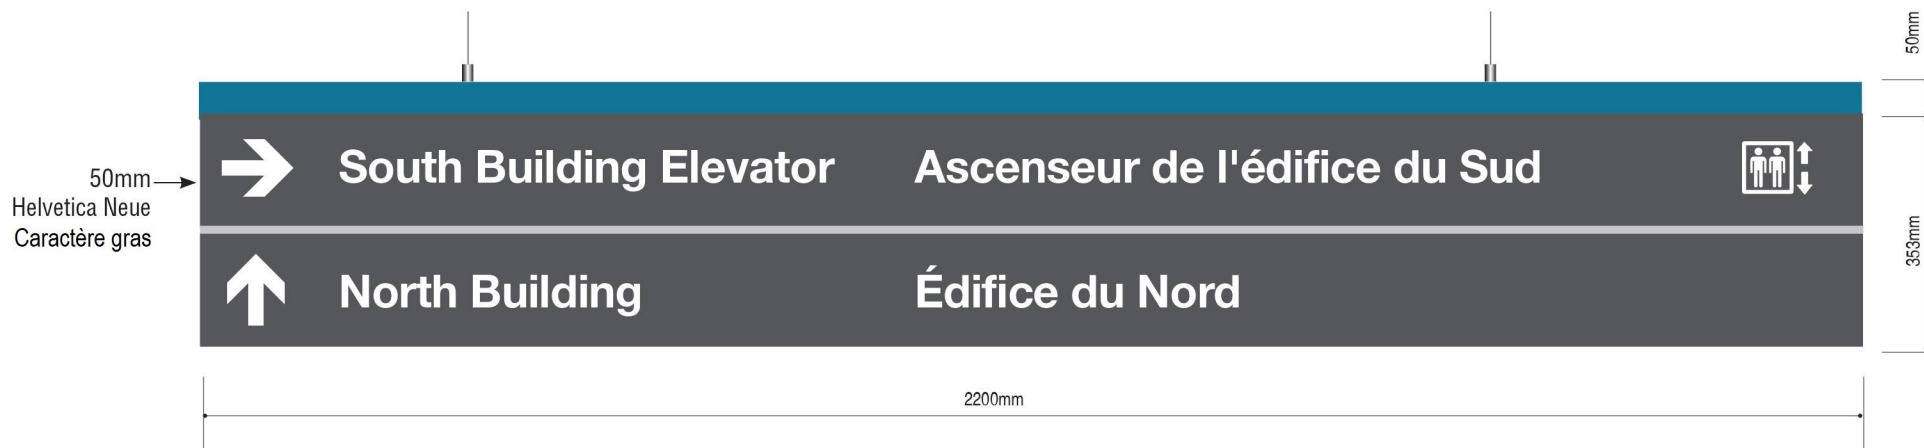 50mm
South Building Elevator Ascenseur de l'édifice du Sud
50mm
Helvetica Neue
Caractère gras
353mm
North Building Édifice du Nord
2200mm